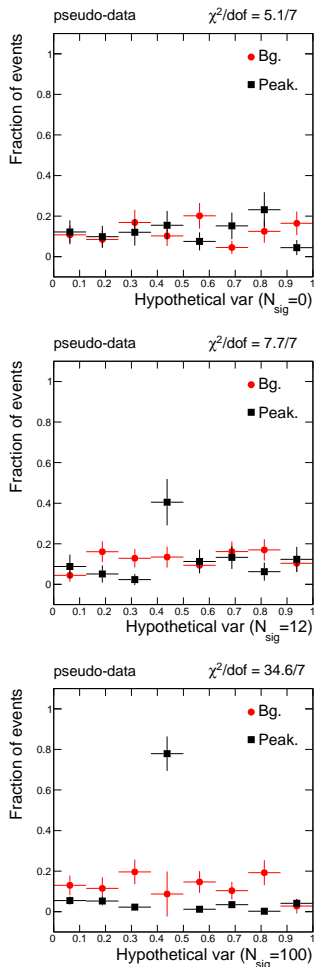 pseudo-data χ²/dof = 5.1/7
Fraction of events
1
0.8
0.6
0.4
0.2
0
Bg.
Peak.
0 0.1 0.2 0.3 0.4 0.5 0.6 0.7 0.8 0.9 1
Hypothetical var (N_sig=0)
pseudo-data χ²/dof = 7.7/7
Fraction of events
1
0.8
0.6
0.4
0.2
0
Bg.
Peak.
0 0.1 0.2 0.3 0.4 0.5 0.6 0.7 0.8 0.9 1
Hypothetical var (N_sig=12)
pseudo-data χ²/dof = 34.6/7
Fraction of events
1
0.8
0.6
0.4
0.2
0
Bg.
Peak.
0 0.1 0.2 0.3 0.4 0.5 0.6 0.7 0.8 0.9 1
Hypothetical var (N_sig=100)